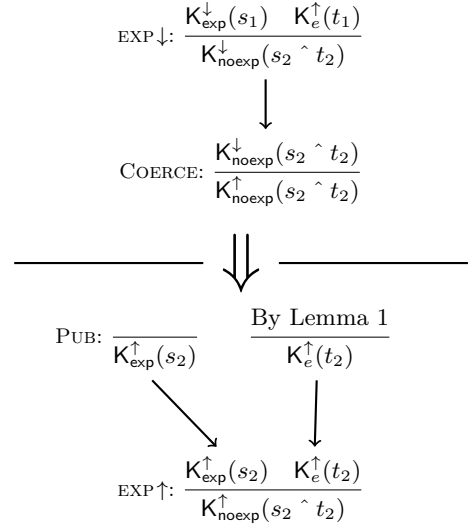 EXP↓: K↓exp(s1) K↑e(t1)
K↓noexp(s2 ^ t2)
COERCE: K↓noexp(s2 ^ t2)
K↑noexp(s2 ^ t2)
⇓
PUB: K↑exp(s2)
By Lemma 1
K↑e(t2)
EXP↑: K↑exp(s2) K↑e(t2)
K↑noexp(s2 ^ t2)